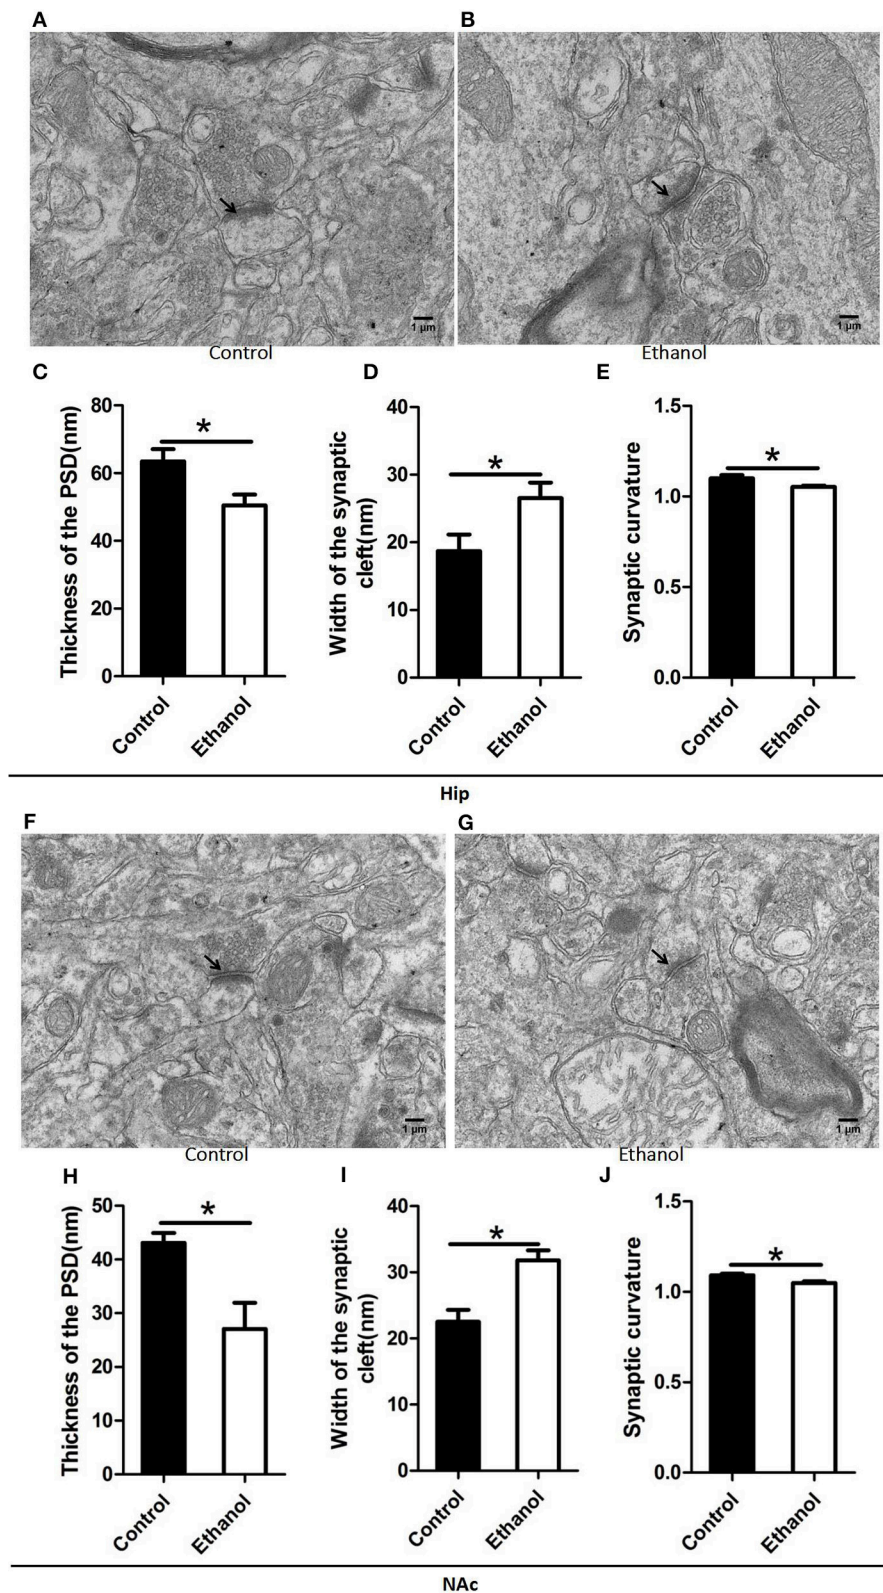 A
B
1 µm
1 µm
Control
Ethanol
C
D
E
Thickness of the PSD(nm)
80
60
40
20
0
*
Control
Ethanol
Width of the synaptic
cleft(nm)
40
30
20
10
0
*
Control
Ethanol
Synaptic curvature
1.5
1.0
0.5
0.0
*
Control
Ethanol
Hip
F
G
1 µm
1 µm
Control
Ethanol
H
I
J
Thickness of the PSD(nm)
50
40
30
20
10
0
*
Control
Ethanol
Width of the synaptic
cleft(nm)
40
30
20
10
0
*
Control
Ethanol
Synaptic curvature
1.5
1.0
0.5
0.0
*
Control
Ethanol
NAc